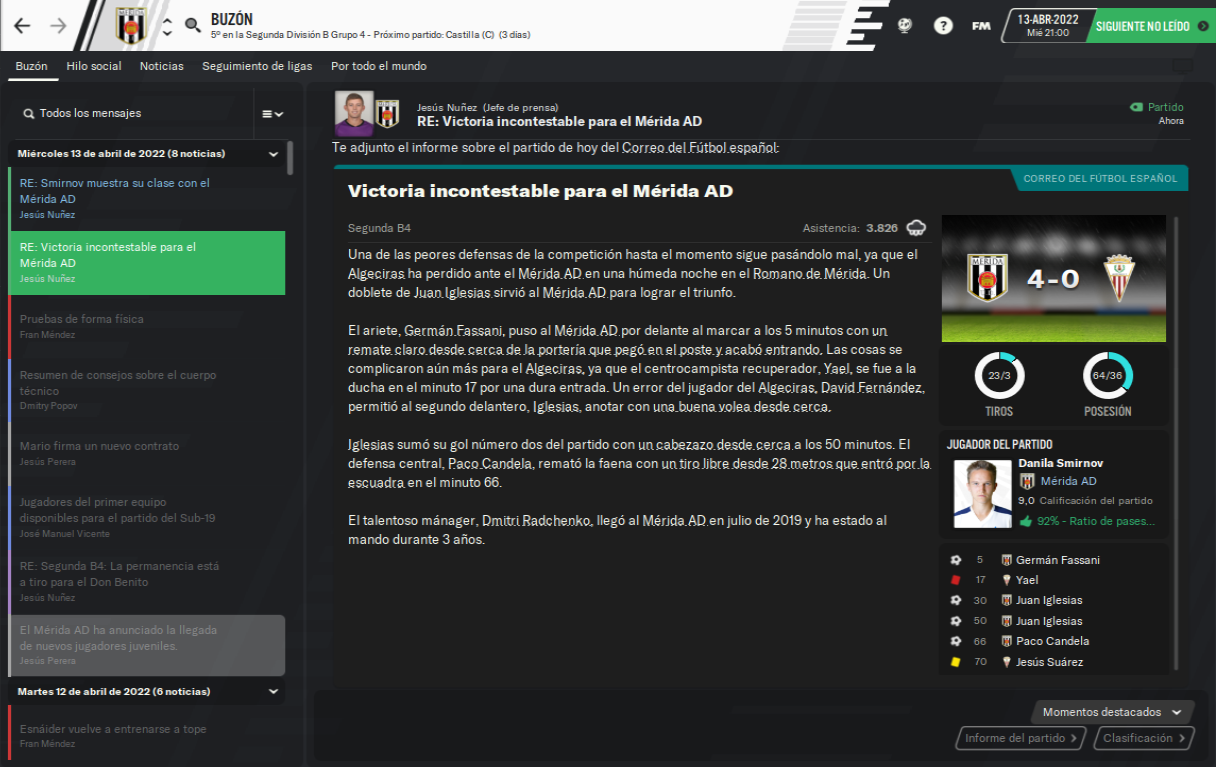 BUZÓN
5º en la Segunda División B Grupo 4 - Próximo partido: Castilla (C) (3 días)
?
FM
13-ABR-2022
Mié 21:00
SIGUIENTE NO LEÍDO
Buzón
Hilo social
Noticias
Seguimiento de ligas
Por todo el mundo
Todos los mensajes
Miércoles 13 de abril de 2022 (8 noticias)
RE: Smirnov muestra su clase con el
Mérida AD
Jesús Nuñez
RE: Victoria incontestable para el
Mérida AD
Jesús Nuñez
Pruebas de forma física
Fran Méndez
Resumen de consejos sobre el cuerpo
técnico
Dmitry Popov
Mario firma un nuevo contrato
Jesús Perera
Jugadores del primer equipo
disponibles para el partido del Sub-19
José Manuel Vicente
RE: Segunda B4: La permanencia está
a tiro para el Don Benito
Jesús Nuñez
El Mérida AD ha anunciado la llegada
de nuevos jugadores juveniles.
Jesús Perera
Martes 12 de abril de 2022 (6 noticias)
Esnáider vuelve a entrenarse a tope
Fran Méndez
Jesús Nuñez (Jefe de prensa)
RE: Victoria incontestable para el Mérida AD
Partido
Ahora
Te adjunto el informe sobre el partido de hoy del Correo del Fútbol español:
CORREO DEL FÚTBOL ESPAÑOL
Victoria incontestable para el Mérida AD
Segunda B4
Asistencia: 3.826
Una de las peores defensas de la competición hasta el momento sigue pasándolo mal, ya que el
Algeciras ha perdido ante el Mérida AD en una húmeda noche en el Romano de Mérida. Un
doblete de Juan Iglesias sirvió al Mérida AD para lograr el triunfo.
El ariete, Germán Fassani, puso al Mérida AD por delante al marcar a los 5 minutos con un
remate claro desde cerca de la portería que pegó en el poste y acabó entrando. Las cosas se
complicaron aún más para el Algeciras, ya que el centrocampista recuperador, Yael, se fue a la
ducha en el minuto 17 por una dura entrada. Un error del jugador del Algeciras, David Fernández,
permitió al segundo delantero, Iglesias, anotar con una buena volea desde cerca.
Iglesias sumó su gol número dos del partido con un cabezazo desde cerca a los 50 minutos. El
defensa central, Paco Candela, remató la faena con un tiro libre desde 28 metros que entró por la
escuadra en el minuto 66.
El talentoso mánager, Dmitri Radchenko, llegó al Mérida AD en julio de 2019 y ha estado al
mando durante 3 años.
MÉRIDA
4-0
23/3
TIROS
64/36
POSESIÓN
JUGADOR DEL PARTIDO
Danila Smirnov
Mérida AD
9,0 Calificación del partido
92% - Ratio de pases...
5 Germán Fassani
17 Yael
30 Juan Iglesias
50 Juan Iglesias
66 Paco Candela
70 Jesús Suárez
Momentos destacados
Informe del partido
Clasificación